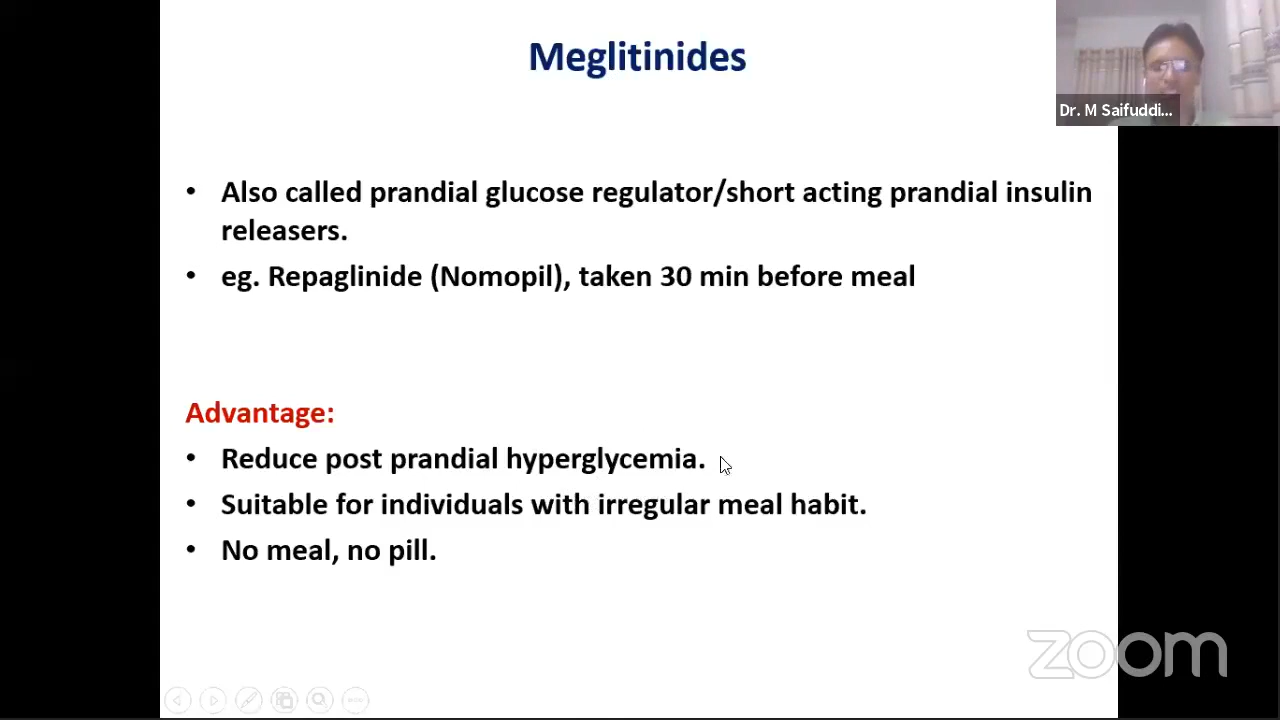 Meglitinides
Dr. M Saifuddi...
• Also called prandial glucose regulator/short acting prandial insulin
releasers.
• eg. Repaglinide (Nomopil), taken 30 min before meal
Advantage:
• Reduce post prandial hyperglycemia.
• Suitable for individuals with irregular meal habit.
• No meal, no pill.
zoom